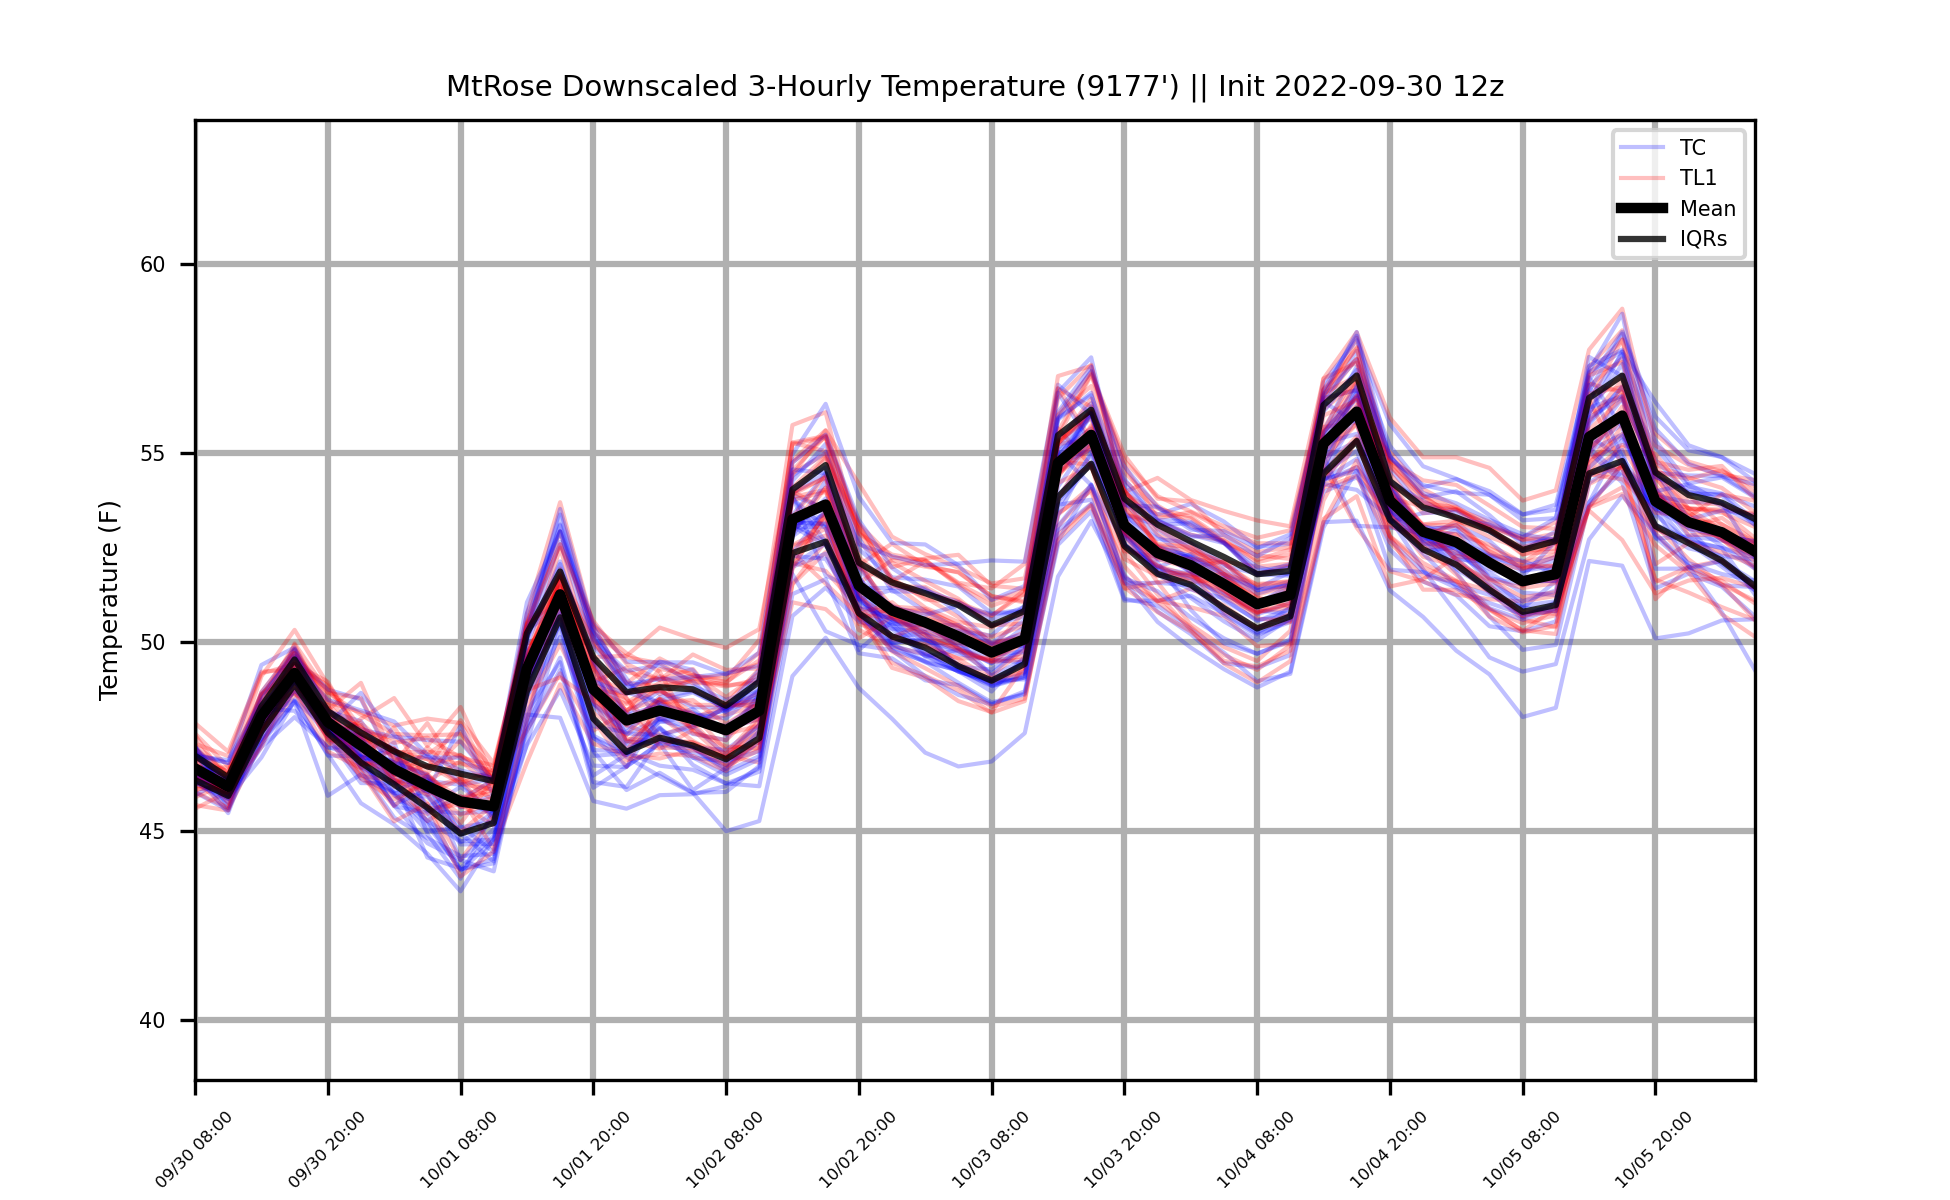 MtRose Downscaled 3-Hourly Temperature (9177') || Init 2022-09-30 12z
TC
TL1
Mean
IQRs
Temperature (F)
60
55
50
45
40
09/30 08:00
09/30 20:00
10/01 08:00
10/01 20:00
10/02 08:00
10/02 20:00
10/03 08:00
10/03 20:00
10/04 08:00
10/04 20:00
10/05 08:00
10/05 20:00